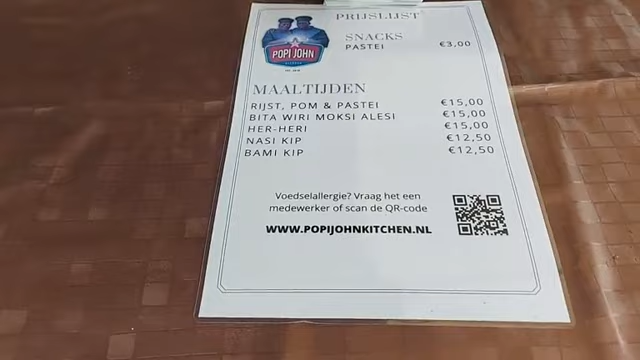 PRIJSLIJST
POPI JOHN
SNACKS
PASTEI €3,00
MAALTIJDEN
RIJST, POM & PASTEI €15,00
BITA WIRI MOKSI ALESI €15,00
HER-HERI €15,00
NASI KIP €12,50
BAMI KIP €12,50
Voedselallergie? Vraag het een
medewerker of scan de QR-code
WWW.POPIJOHNKITCHEN.NL